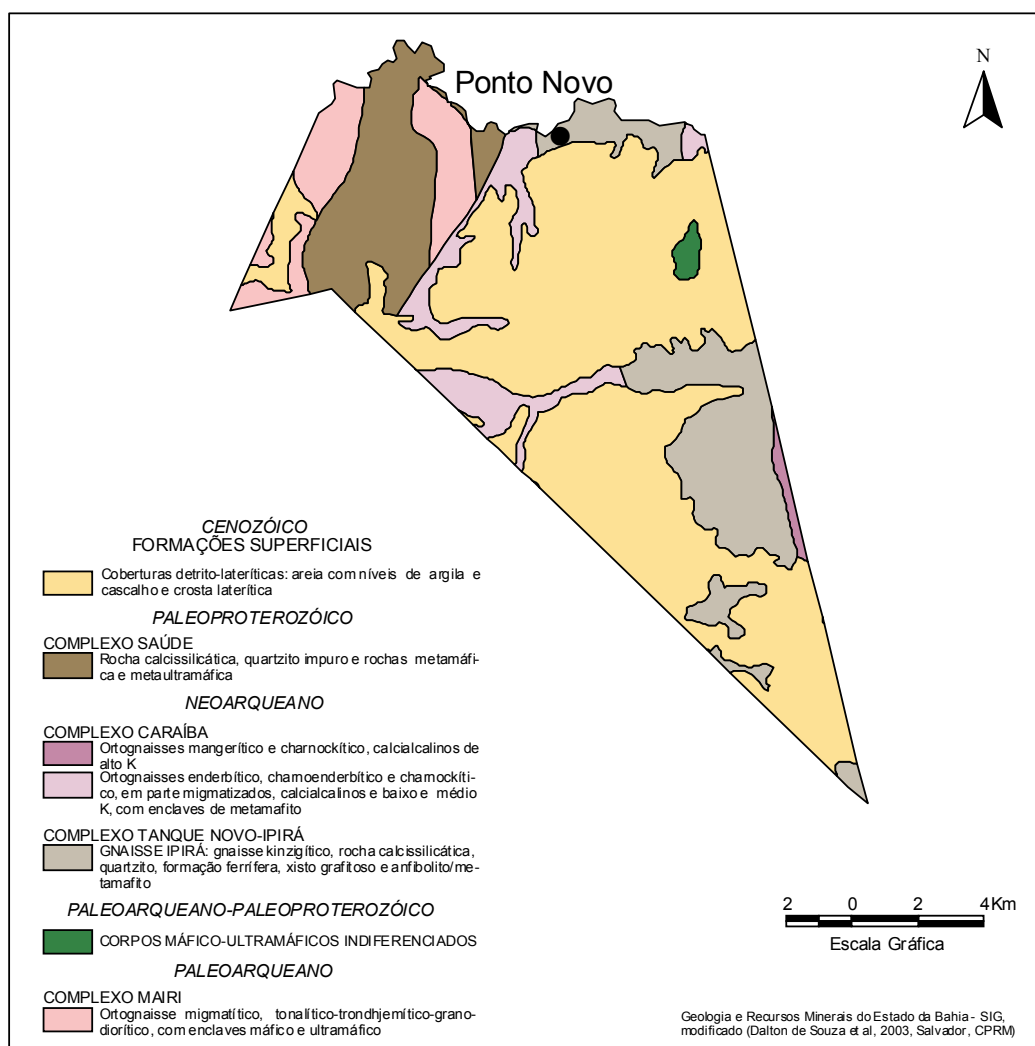 Ponto Novo
N
CENOZÓICO
FORMAÇÕES SUPERFICIAIS
Coberturas detrito-lateríticas: areia com níveis de argila e
cascalho e crosta laterítica
PALEOPROTEROZÓICO
COMPLEXO SAÚDE
Rocha calcissilicática, quartzito impuro e rochas metamáfi-
ca e metaultramáfica
NEOARQUEANO
COMPLEXO CARAÍBA
Ortognaisses mangerítico e charnockítico, calcialcalinos de
alto K
Ortognaisses enderbítico, charnoenderbítico e charnockíti-
co, em parte migmatizados, calcialcalinos e baixo e médio
K, com enclaves de metamafito
COMPLEXO TANQUE NOVO-IPIRÁ
GNAISSE IPIRÁ: gnaisse kinzigítico, rocha calcissilicática,
quartzito, formação ferrífera, xisto grafitoso e anfibolito/me-
tamafito
PALEOARQUEANO-PALEOPROTEROZÓICO
CORPOS MÁFICO-ULTRAMÁFICOS INDIFERENCIADOS
PALEOARQUEANO
COMPLEXO MAIRI
Ortognaisse migmatítico, tonalítico-trondhjemítico-grano-
diorítico, com enclaves máfico e ultramáfico
2 0 2 4 Km
Escala Gráfica
Geologia e Recursos Minerais do Estado da Bahia - SIG,
modificado (Dalton de Souza et al, 2003, Salvador, CPRM)